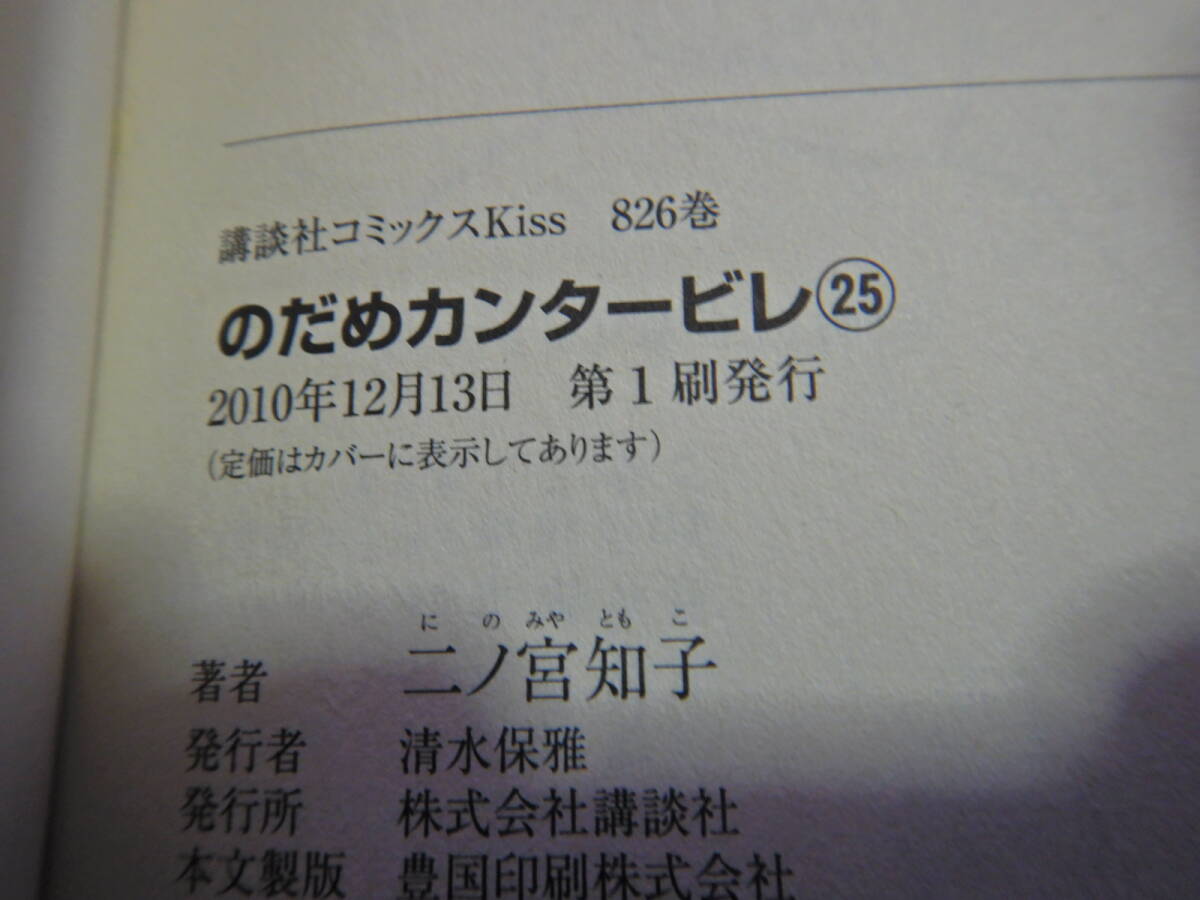 講談社コミックスKiss 826巻
のだめカンタービレ㉕
2010年12月13日 第1刷発行
(定価はカバーに表示してあります)
に の みや とも こ
著者 二ノ宮知子
発行者 清水保雅
発行所 株式会社講談社
本文製版 豊国印刷株式会社